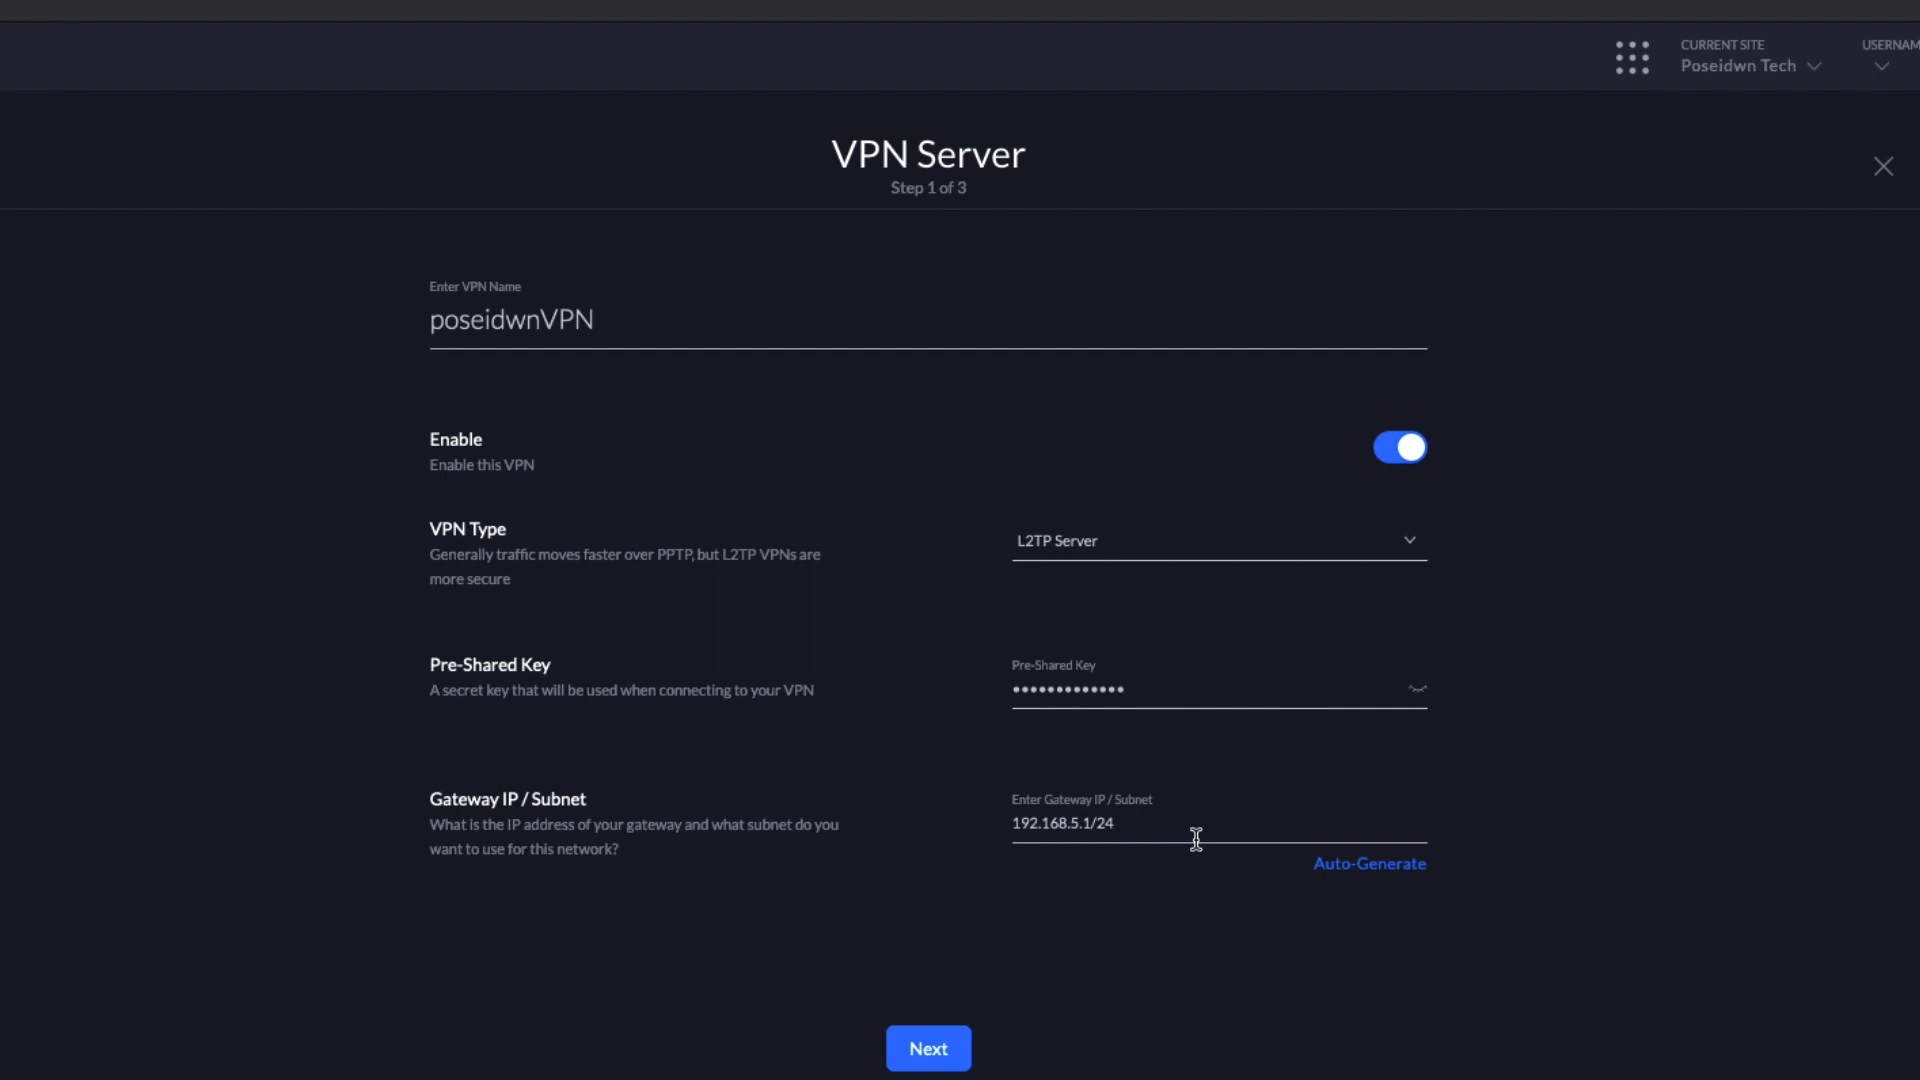 CURRENT SITE
USERNAM
Poseidwn Tech
VPN Server
Step 1 of 3
Enter VPN Name
poseidwnVPN
Enable
Enable this VPN
VPN Type
Generally traffic moves faster over PPTP, but L2TP VPNs are
more secure
L2TP Server
Pre-Shared Key
A secret key that will be used when connecting to your VPN
Pre-Shared Key
•••••••••••••
Gateway IP / Subnet
What is the IP address of your gateway and what subnet do you
want to use for this network?
Enter Gateway IP / Subnet
192.168.5.1/24
Auto-Generate
Next